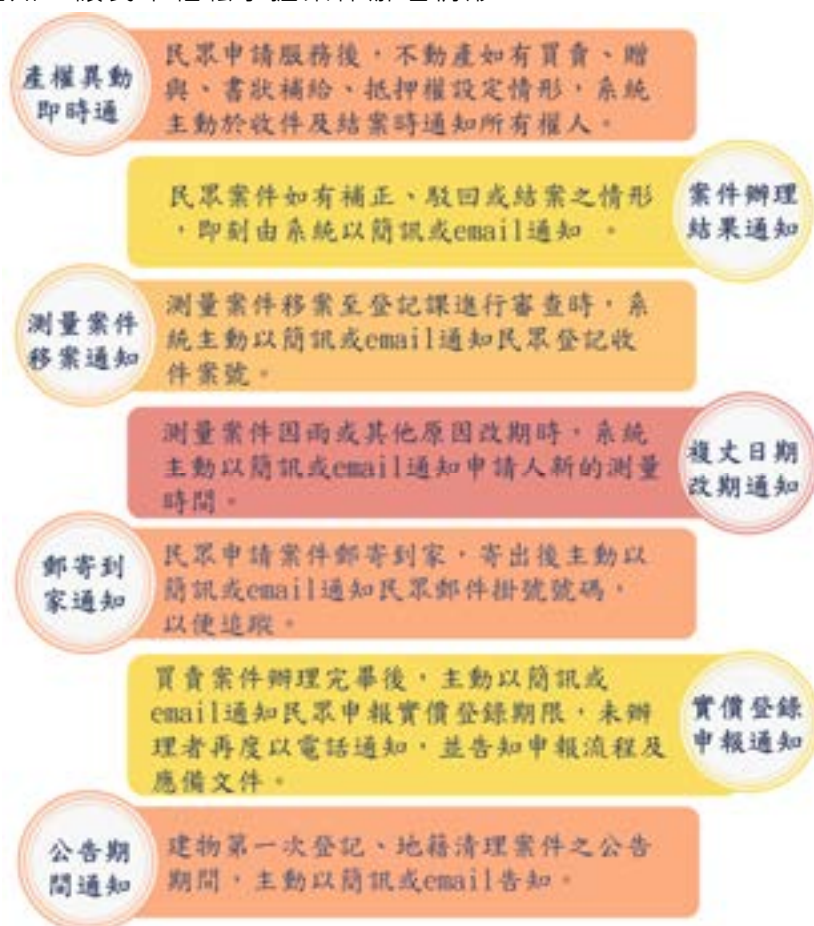 產權異動
即時通
民眾申請服務後，不動產如有買賣、贈
與、書狀補給、抵押權設定情形，系統
主動於收件及結案時通知所有權人。
民眾案件如有補正、駁回或結案之情形
，即刻由系統以簡訊或email通知 。
案件辦理
結果通知
測量案件
移案通知
測量案件移案至登記課進行審查時，系
統主動以簡訊或email通知民眾登記收
件案號。
測量案件因雨或其他原因改期時，系統
主動以簡訊或email通知申請人新的測量
時間。
複丈日期
改期通知
郵寄到
家通知
民眾申請案件郵寄到家，寄出後主動以
簡訊或email通知民眾郵件掛號號碼，
以便追蹤。
買賣案件辦理完畢後，主動以簡訊或
email通知民眾申報實價登錄期限，未辦
理者再度以電話通知，並告知申報流程及
應備文件。
實價登錄
申報通知
公告期
間通知
建物第一次登記、地籍清理案件之公告
期間，主動以簡訊或email告知。